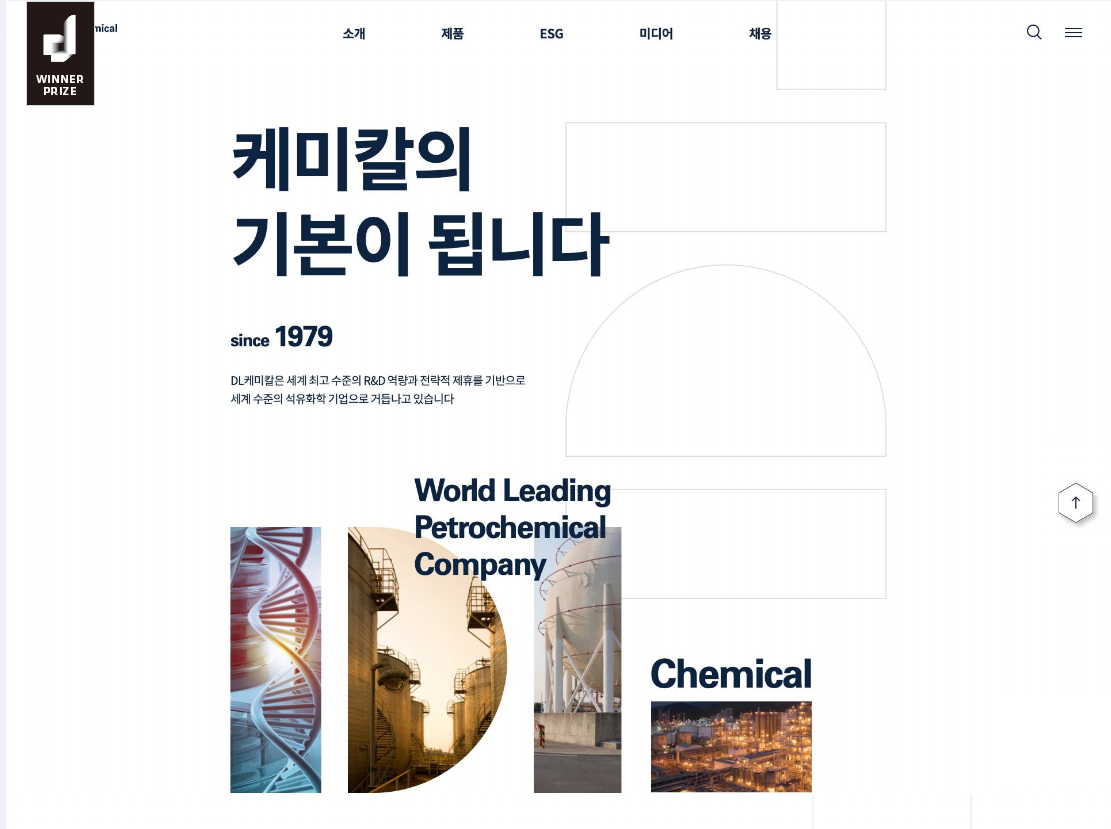 WINNER
PRIZE
소개
제품
ESG
미디어
채용
케미칼의
기본이 됩니다
since 1979
DL케미칼은 세계 최고 수준의 R&D 역량과 전략적 제휴를 기반으로
세계 수준의 석유화학 기업으로 거듭나고 있습니다
World Leading
Petrochemical
Company
Chemical